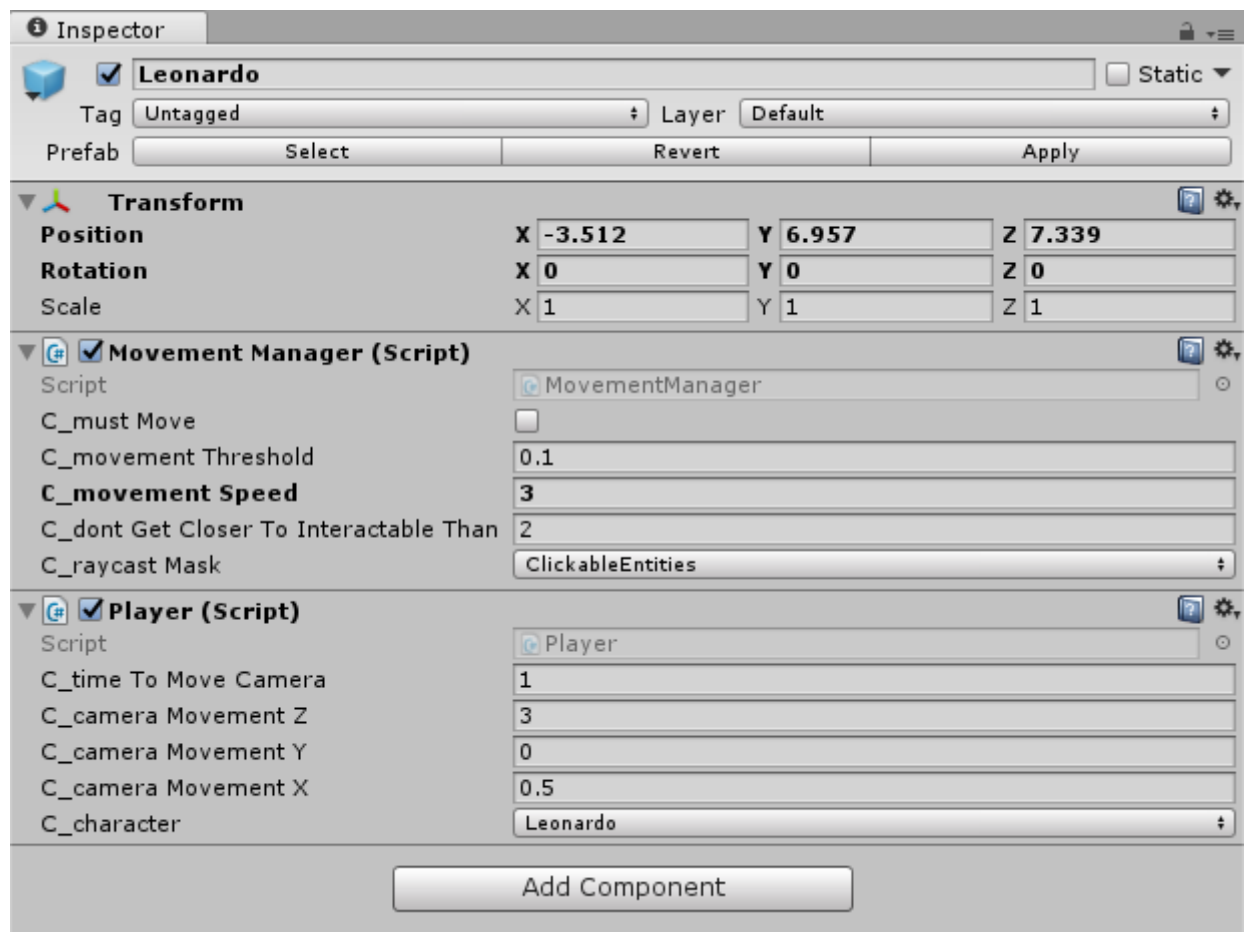 Inspector
Leonardo Static
Tag Untagged Layer Default
Prefab Select Revert Apply
Transform
Position X -3.512 Y 6.957 Z 7.339
Rotation X 0 Y 0 Z 0
Scale X 1 Y 1 Z 1
Movement Manager (Script)
Script MovementManager
C_must Move
C_movement Threshold 0.1
C_movement Speed 3
C_dont Get Closer To Interactable Than 2
C_raycast Mask ClickableEntities
Player (Script)
Script Player
C_time To Move Camera 1
C_camera Movement Z 3
C_camera Movement Y 0
C_camera Movement X 0.5
C_character Leonardo
Add Component